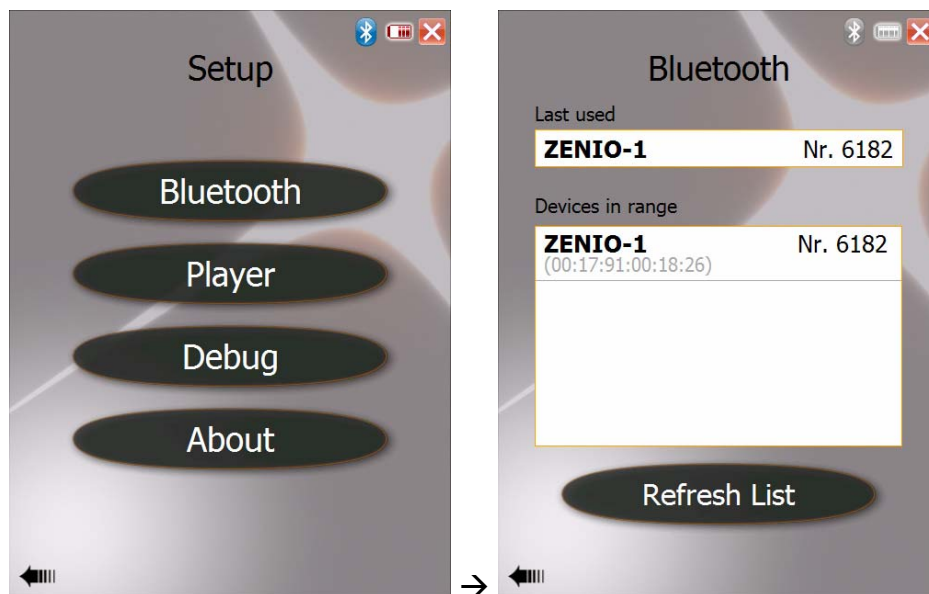 Setup
Bluetooth
Player
Debug
About
→
Bluetooth
Last used
ZENIO-1 Nr. 6182
Devices in range
ZENIO-1 Nr. 6182
(00:17:91:00:18:26)
Refresh List